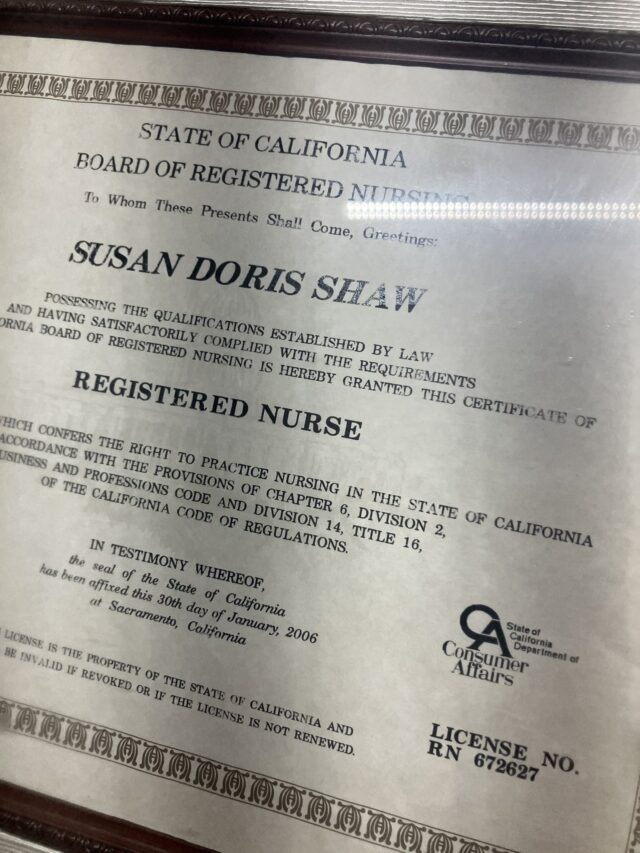 STATE OF CALIFORNIA
BOARD OF REGISTERED NURSING
To Whom These Presents Shall Come, Greetings:
SUSAN DORIS SHAW
POSSESSING THE QUALIFICATIONS ESTABLISHED BY LAW
AND HAVING SATISFACTORILY COMPLIED WITH THE REQUIREMENTS
ORNIA BOARD OF REGISTERED NURSING IS HEREBY GRANTED THIS CERTIFICATE OF
REGISTERED NURSE
WHICH CONFERS THE RIGHT TO PRACTICE NURSING IN THE STATE OF CALIFORNIA
ACCORDANCE WITH THE PROVISIONS OF CHAPTER 6, DIVISION 2,
USINESS AND PROFESSIONS CODE AND DIVISION 14, TITLE 16,
OF THE CALIFORNIA CODE OF REGULATIONS.
IN TESTIMONY WHEREOF,
the seal of the State of California
has been affixed this 30th day of January, 2006
at Sacramento, California
CA
State of
California
Department of
Consumer
Affairs
LICENSE IS THE PROPERTY OF THE STATE OF CALIFORNIA AND
BE INVALID IF REVOKED OR IF THE LICENSE IS NOT RENEWED.
LICENSE NO.
RN 672627